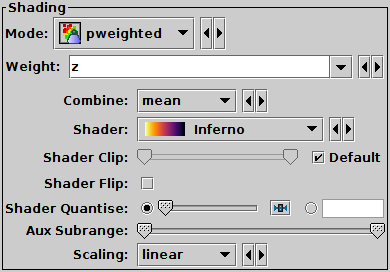 Shading
Mode: pweighted
Weight: z
Combine: mean
Shader: Inferno
Shader Clip: Default
Shader Flip:
Shader Quantise:
Aux Subrange:
Scaling: linear